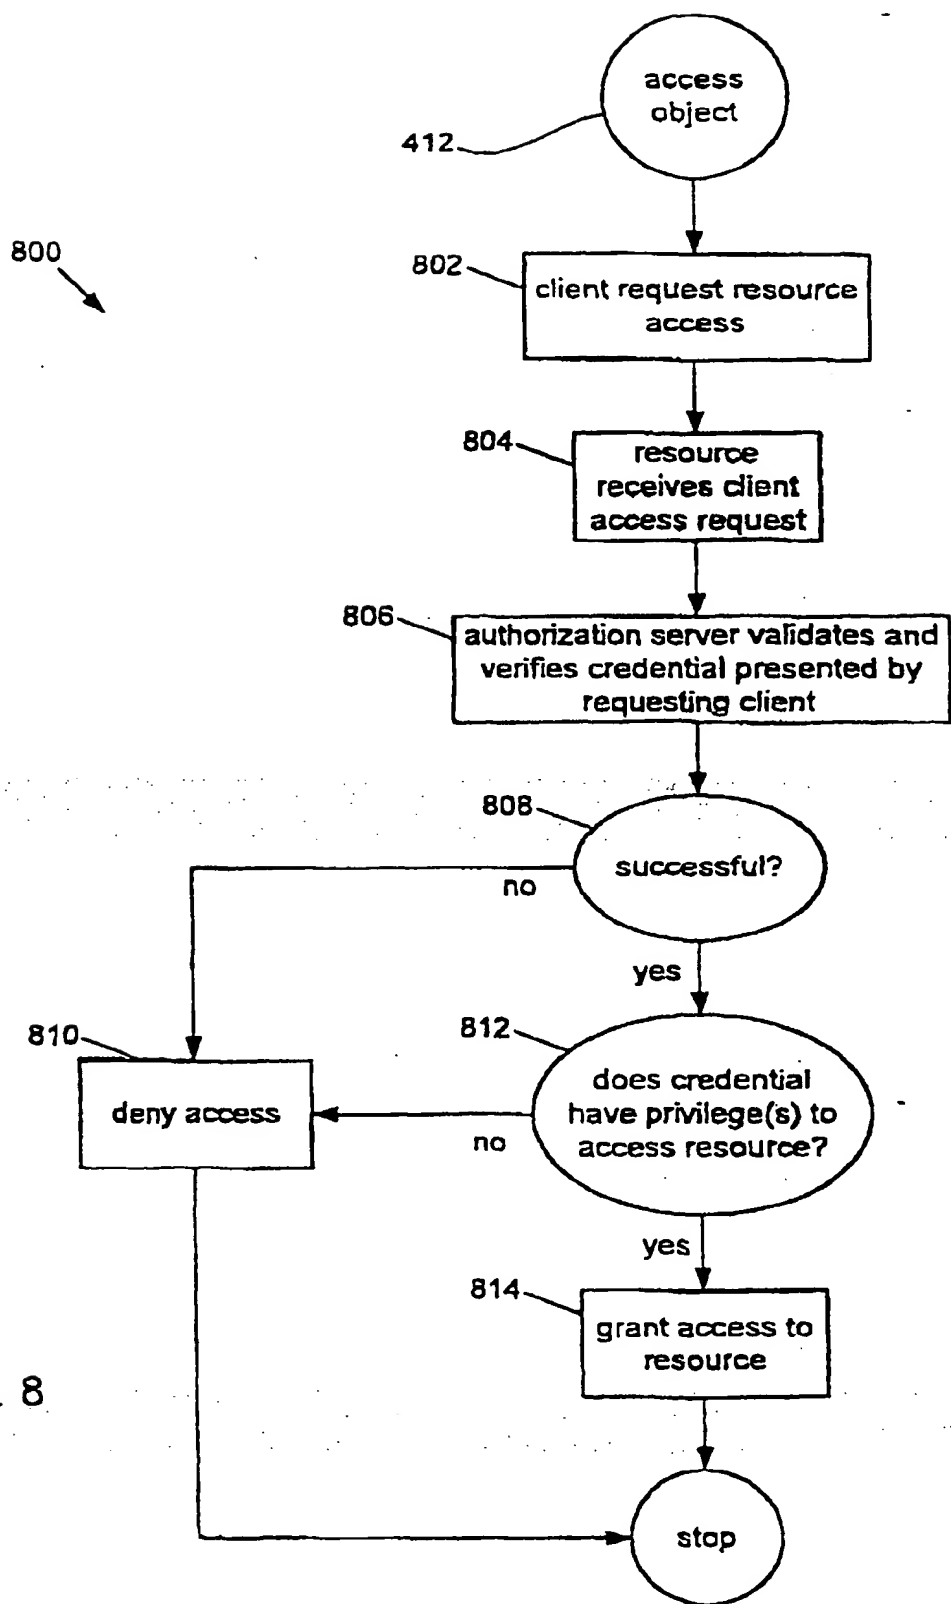 access
object
412
800
802
client request resource
access
804
resource
receives client
access request
806
authorization server validates and
verifies credential presented by
requesting client
808
successful?
no
yes
810
812
deny access
does credential
have privilege(s) to
access resource?
no
yes
814
grant access to
resource
8
stop